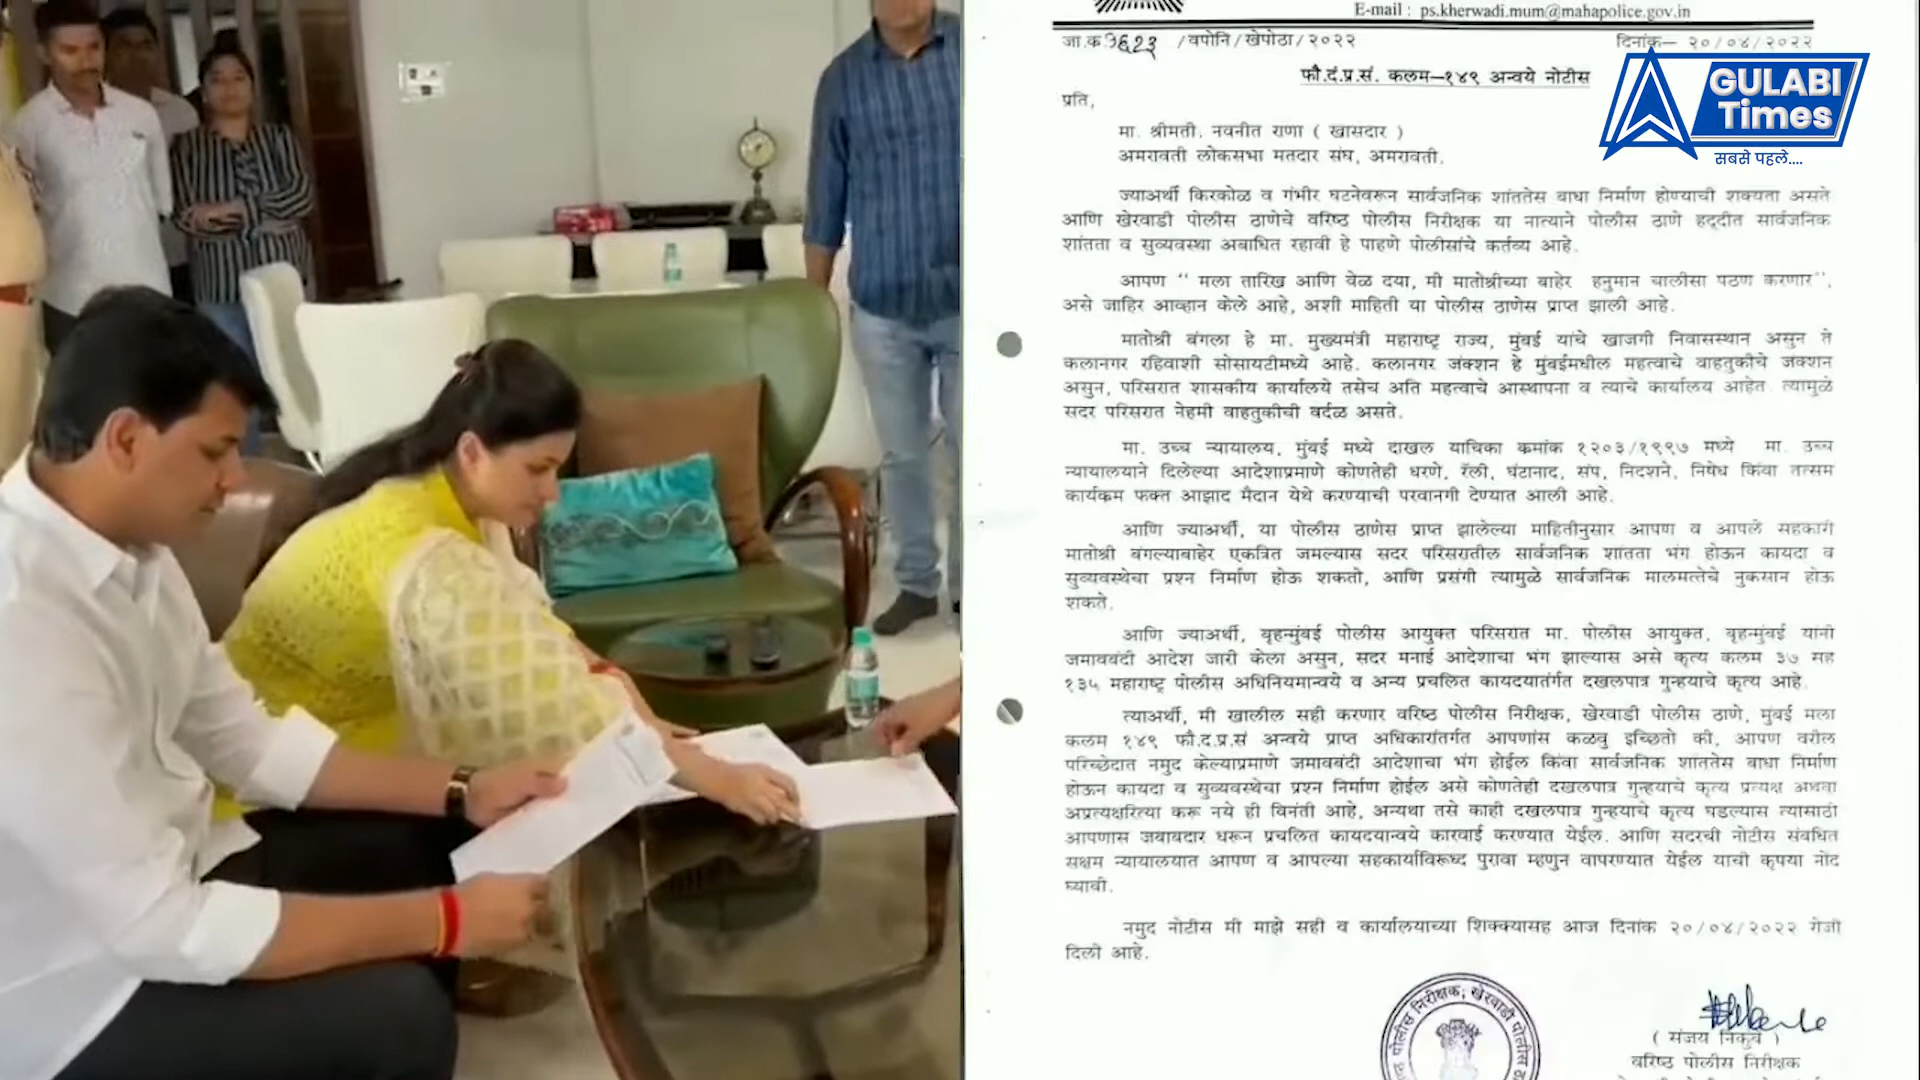 E-mail : ps.kherwadi.mum@mahapolice.gov.in
जा.क्र. /वपोनि/खेपोठा/२०२२
दिनांक— २०/०४/२०२२
फौ.दं.प्र.सं. कलम—१४९ अन्वये नोटीस
GULABI
Times
सबसे पहले....
प्रति,
मा. श्रीमती. नवनीत राणा ( खासदार )
अमरावती लोकसभा मतदार संघ, अमरावती.
ज्याअर्थी किरकोळ व गंभीर घटनेवरून सार्वजनिक शांततेस बाधा निर्माण होण्याची शक्यता असते
आणि खेरवाडी पोलीस ठाणेचे वरिष्ठ पोलीस निरीक्षक या नात्याने पोलीस ठाणे हद्दीत सार्वजनिक
शांतता व सुव्यवस्था अबाधित रहावी हे पाहणे पोलीसांचे कर्तव्य आहे.
आपण “ मला तारिख आणि वेळ दया, मी मातोश्रीच्या बाहेर हनुमान चालीसा पठण करणार”,
असे जाहिर आव्हान केले आहे, अशी माहिती या पोलीस ठाणेस प्राप्त झाली आहे.
मातोश्री बंगला हे मा. मुख्यमंत्री महाराष्ट्र राज्य, मुंबई यांचे खाजगी निवासस्थान असुन ते
कलानगर रहिवाशी सोसायटीमध्ये आहे. कलानगर जंक्शन हे मुंबईमधील महत्वाचे वाहतुकीचे जंक्शन
असुन, परिसरात शासकीय कार्यालये तसेच अति महत्वाचे आस्थापना व त्याचे कार्यालय आहेत. त्यामुळे
सदर परिसरात नेहमी वाहतुकीची वर्दळ असते.
मा. उच्च न्यायालय, मुंबई मध्ये दाखल याचिका क्रमांक १२०३/१९९७ मध्ये मा. उच्च
न्यायालयाने दिलेल्या आदेशाप्रमाणे कोणतेही धरणे, रॅली, घंटानाद, संप, निदशने, निषेध किंवा तत्सम
कार्यक्रम फक्त आझाद मैदान येथे करण्याची परवानगी देण्यात आली आहे.
आणि ज्याअर्थी, या पोलीस ठाणेस प्राप्त झालेल्या माहितीनुसार आपण व आपले सहकारी
मातोश्री बंगल्याबाहेर एकत्रित जमल्यास सदर परिसरातील सार्वजनिक शांतता भंग होऊन कायदा व
सुव्यवस्थेचा प्रश्न निर्माण होऊ शकतो, आणि प्रसंगी त्यामुळे सार्वजनिक मालमत्तेचे नुकसान होऊ
शकते.
आणि ज्याअर्थी, बृहन्मुंबई पोलीस आयुक्त परिसरात मा. पोलीस आयुक्त, बृहन्मुंबई यांनी
जमावबंदी आदेश जारी केला असुन, सदर मनाई आदेशाचा भंग झाल्यास असे कृत्य कलम ३७ सह
१३५ महाराष्ट्र पोलीस अधिनियमान्वये व अन्य प्रचलित कायदयातंर्गत दखलपात्र गुन्हयाचे कृत्य आहे.
त्याअर्थी, मी खालील सही करणार वरिष्ठ पोलीस निरीक्षक, खेरवाडी पोलीस ठाणे, मुंबई मला
कलम १४९ फौ.दं.प्र.सं अन्वये प्राप्त अधिकारांतर्गत आपणांस कळवु इच्छितो की, आपण वरील
परिच्छेदात नमुद केल्याप्रमाणे जमावबंदी आदेशाचा भंग होईल किंवा सार्वजनिक शांततेस बाधा निर्माण
होऊन कायदा व सुव्यवस्थेचा प्रश्न निर्माण होईल असे कोणतेही दखलपात्र गुन्हयाचे कृत्य प्रत्यक्ष अथवा
अप्रत्यक्षरित्या करू नये ही विनंती आहे, अन्यथा तसे काही दखलपात्र गुन्हयाचे कृत्य घडल्यास त्यासाठी
आपणास जबाबदार धरून प्रचलित कायदयान्वये कारवाई करण्यात येईल. आणि सदरची नोटीस संबंधित
सक्षम न्यायालयात आपण व आपल्या सहकार्याविरूध्द पुरावा म्हणुन वापरण्यात येईल याची कृपया नोंद
घ्यावी.
नमुद नोटीस मी माझे सही व कार्यालयाच्या शिक्क्यासह आज दिनांक २०/०४/२०२२ रोजी
दिली आहे.
पोलीस निरीक्षक; खेरवाडी पोलीस
( संजय निकुंबे )
वरिष्ठ पोलीस निरीक्षक